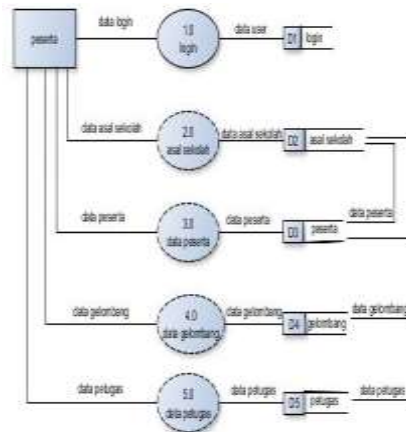 peserta
data login
1.0
login
data user
D1 login
data asal sekolah
2.0
asal sekolah
data asal sekolah
D2 asal sekolah
data peserta
3.0
data peserta
data peserta
D3 peserta
data peserta
data gelombang
4.0
data gelombang
data gelombang
D4 gelombang
data gelombang
data petugas
5.0
data petugas
data petugas
D5 petugas
data petugas